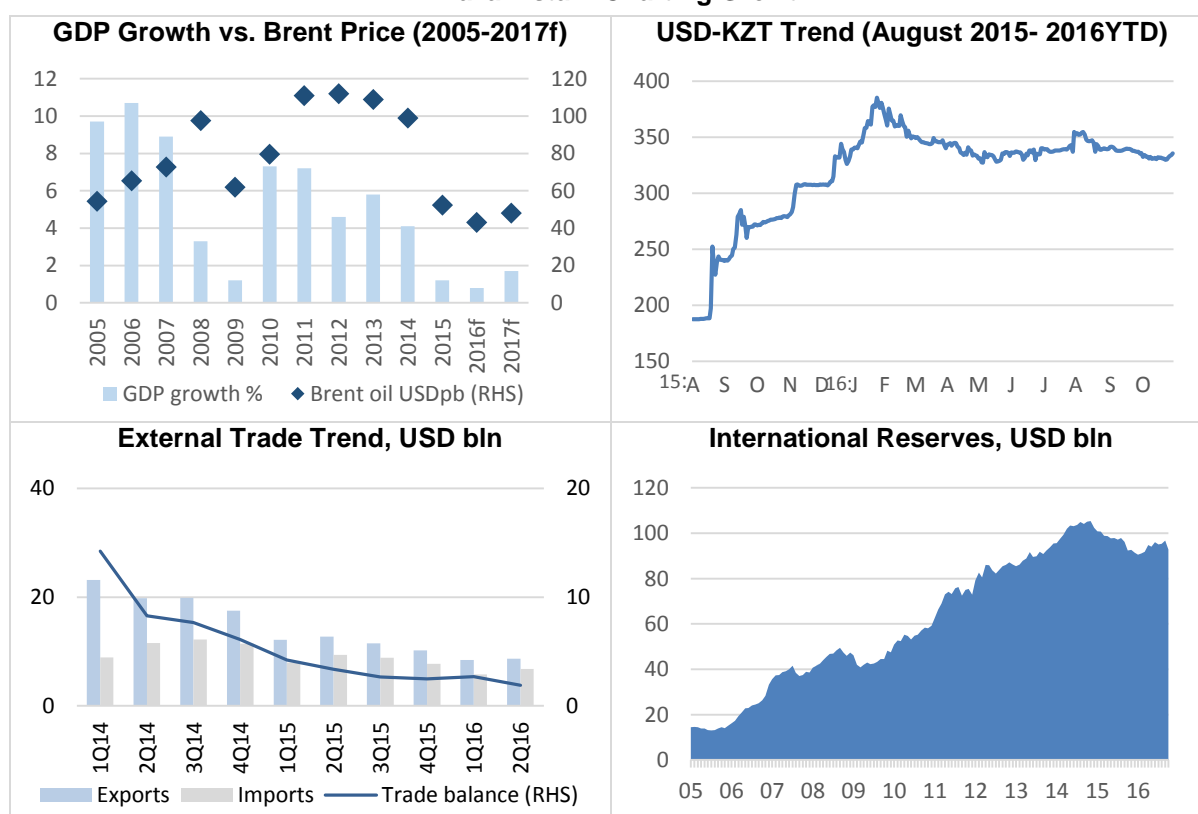 GDP Growth vs. Brent Price (2005-2017f)
12 120
10 100
8 80
6 60
4 40
2 20
0 0
2005 2006 2007 2008 2009 2010 2011 2012 2013 2014 2015 2016f 2017f
GDP growth % Brent oil USDpb (RHS)
USD-KZT Trend (August 2015- 2016YTD)
400
350
300
250
200
150
15:A S O N D16:J F M A M J J A S O
External Trade Trend, USD bln
40 20
20 10
0 0
1Q14 2Q14 3Q14 4Q14 1Q15 2Q15 3Q15 4Q15 1Q16 2Q16
Exports Imports Trade balance (RHS)
International Reserves, USD bln
120
100
80
60
40
20
0
05 06 07 08 09 10 11 12 13 14 15 16